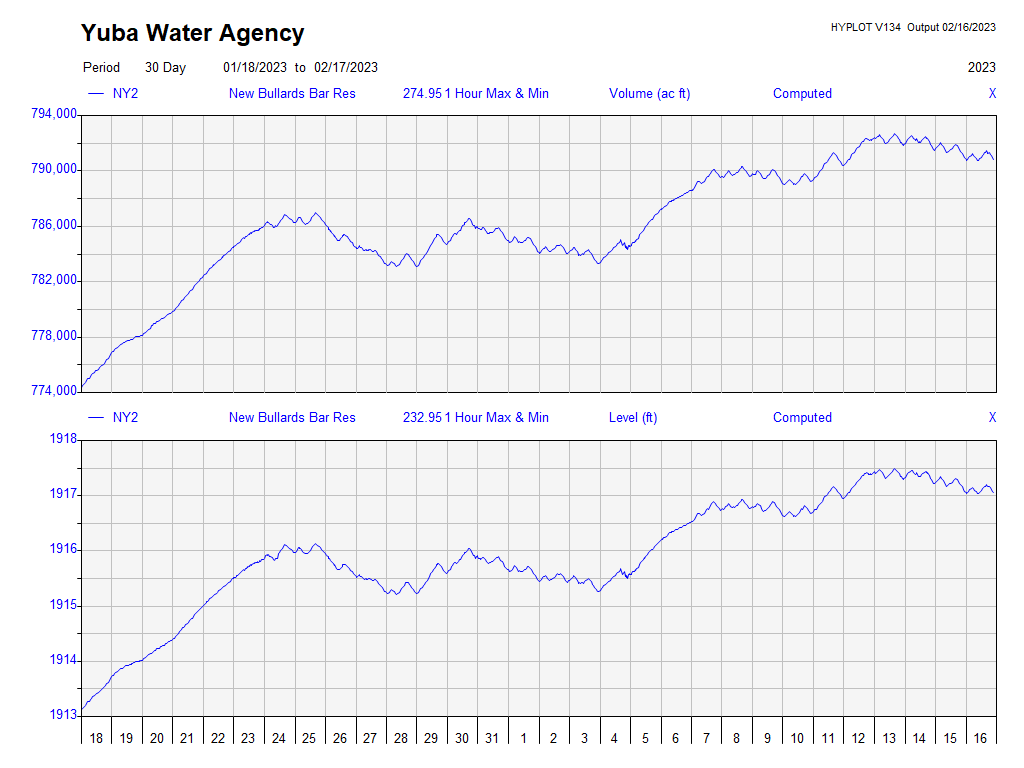 Yuba Water Agency
HYPLOT V134 Output 02/16/2023
Period 30 Day 01/18/2023 to 02/17/2023 2023
NY2 New Bullards Bar Res 274.95 1 Hour Max & Min Volume (ac ft) Computed X
794,000
790,000
786,000
782,000
778,000
774,000
NY2 New Bullards Bar Res 232.95 1 Hour Max & Min Level (ft) Computed X
1918
1917
1916
1915
1914
1913
18 19 20 21 22 23 24 25 26 27 28 29 30 31 1 2 3 4 5 6 7 8 9 10 11 12 13 14 15 16